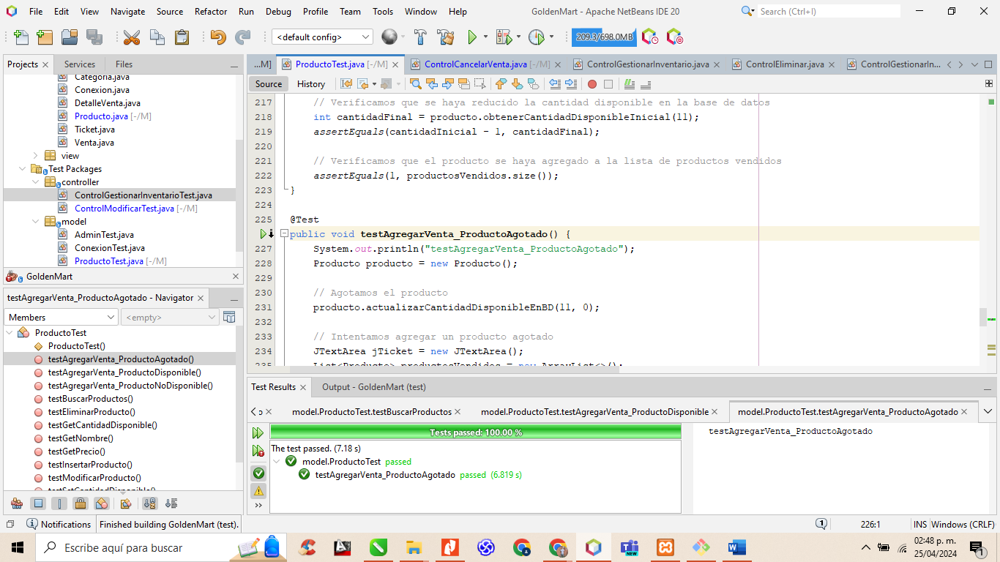 File Edit View Navigate Source Refactor Run Debug Profile Team Tools Window Help
GoldenMart - Apache NetBeans IDE 20
Search (Ctrl+I)
<default config>
209.3/698.0MB
Projects Services Files
Categoria.java
Conexion.java
DetalleVenta.java
Producto.java [-/M]
Ticket.java
Venta.java
view
Test Packages
controller
ControlGestionarInventarioTest.java
ControlModificarTest.java [-/M]
model
AdminTest.java
ConexionTest.java
ProductoTest.java [-/M]
GoldenMart
testAgregarVenta_ProductoAgotado - Navigator
Members <empty>
ProductoTest
ProductoTest()
testAgregarVenta_ProductoAgotado()
testAgregarVenta_ProductoDisponible()
testAgregarVenta_ProductoNoDisponible()
testBuscarProductos()
testEliminarProducto()
testGetCantidadDisponible()
testGetNombre()
testGetPrecio()
testInsertarProducto()
testModificarProducto()
testSetCantidadDisponible()
...M] ProductoTest.java [-/M] ControlCancelarVenta.java [-/M] ControlGestionarInventario.java ControlEliminar.java ControlGestionarIn...
Source History
217 // Verificamos que se haya reducido la cantidad disponible en la base de datos
218 int cantidadFinal = producto.obtenerCantidadDisponibleInicial(11);
219 assertEquals(cantidadInicial - 1, cantidadFinal);
220
221 // Verificamos que el producto se haya agregado a la lista de productos vendidos
222 assertEquals(1, productosVendidos.size());
223 }
224
225 @Test
public void testAgregarVenta_ProductoAgotado() {
227 System.out.println("testAgregarVenta_ProductoAgotado");
228 Producto producto = new Producto();
229
230 // Agotamos el producto
231 producto.actualizarCantidadDisponibleEnBD(11, 0);
232
233 // Intentamos agregar un producto agotado
234 JTextArea jTicket = new JTextArea();
235 List<Producto> productosVendidos = new ArrayList<>();
Test Results Output - GoldenMart (test)
model.ProductoTest.testBuscarProductos model.ProductoTest.testAgregarVenta_ProductoDisponible model.ProductoTest.testAgregarVenta_ProductoAgotado
Tests passed: 100.00 %
The test passed. (7.18 s)
model.ProductoTest passed
testAgregarVenta_ProductoAgotado passed (6.819 s)
testAgregarVenta_ProductoAgotado
Notifications Finished building GoldenMart (test).
1 226:1 INS Windows (CRLF)
Escribe aquí para buscar
NEW
02:48 p. m.
25/04/2024
1